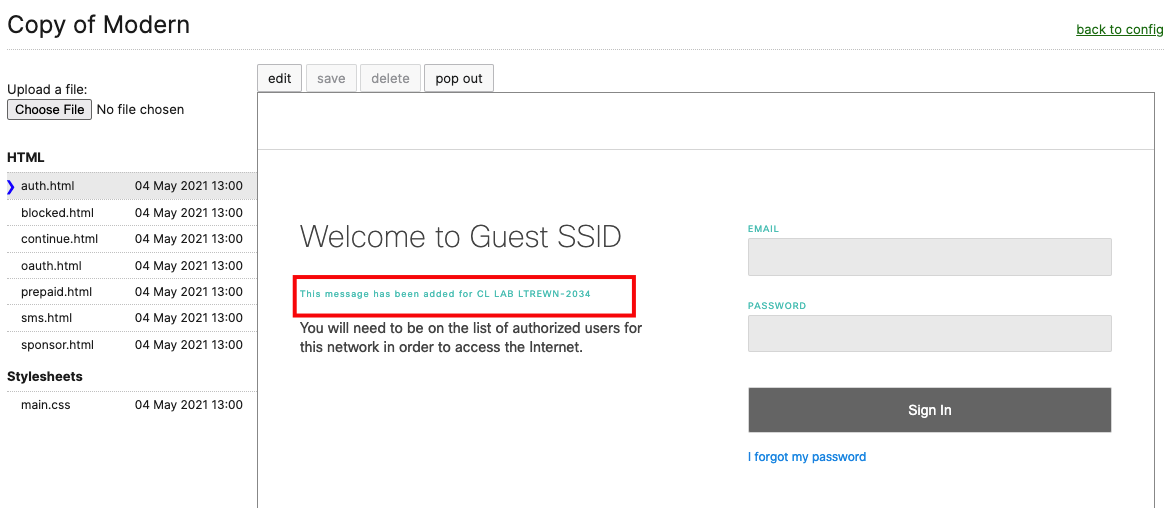 Copy of Modern
back to config
Upload a file:
Choose File No file chosen
HTML
❯ auth.html 04 May 2021 13:00
blocked.html 04 May 2021 13:00
continue.html 04 May 2021 13:00
oauth.html 04 May 2021 13:00
prepaid.html 04 May 2021 13:00
sms.html 04 May 2021 13:00
sponsor.html 04 May 2021 13:00
Stylesheets
main.css 04 May 2021 13:00
edit save delete pop out
Welcome to Guest SSID
This message has been added for CL LAB LTREWN-2034
You will need to be on the list of authorized users for
this network in order to access the Internet.
EMAIL
PASSWORD
Sign In
I forgot my password